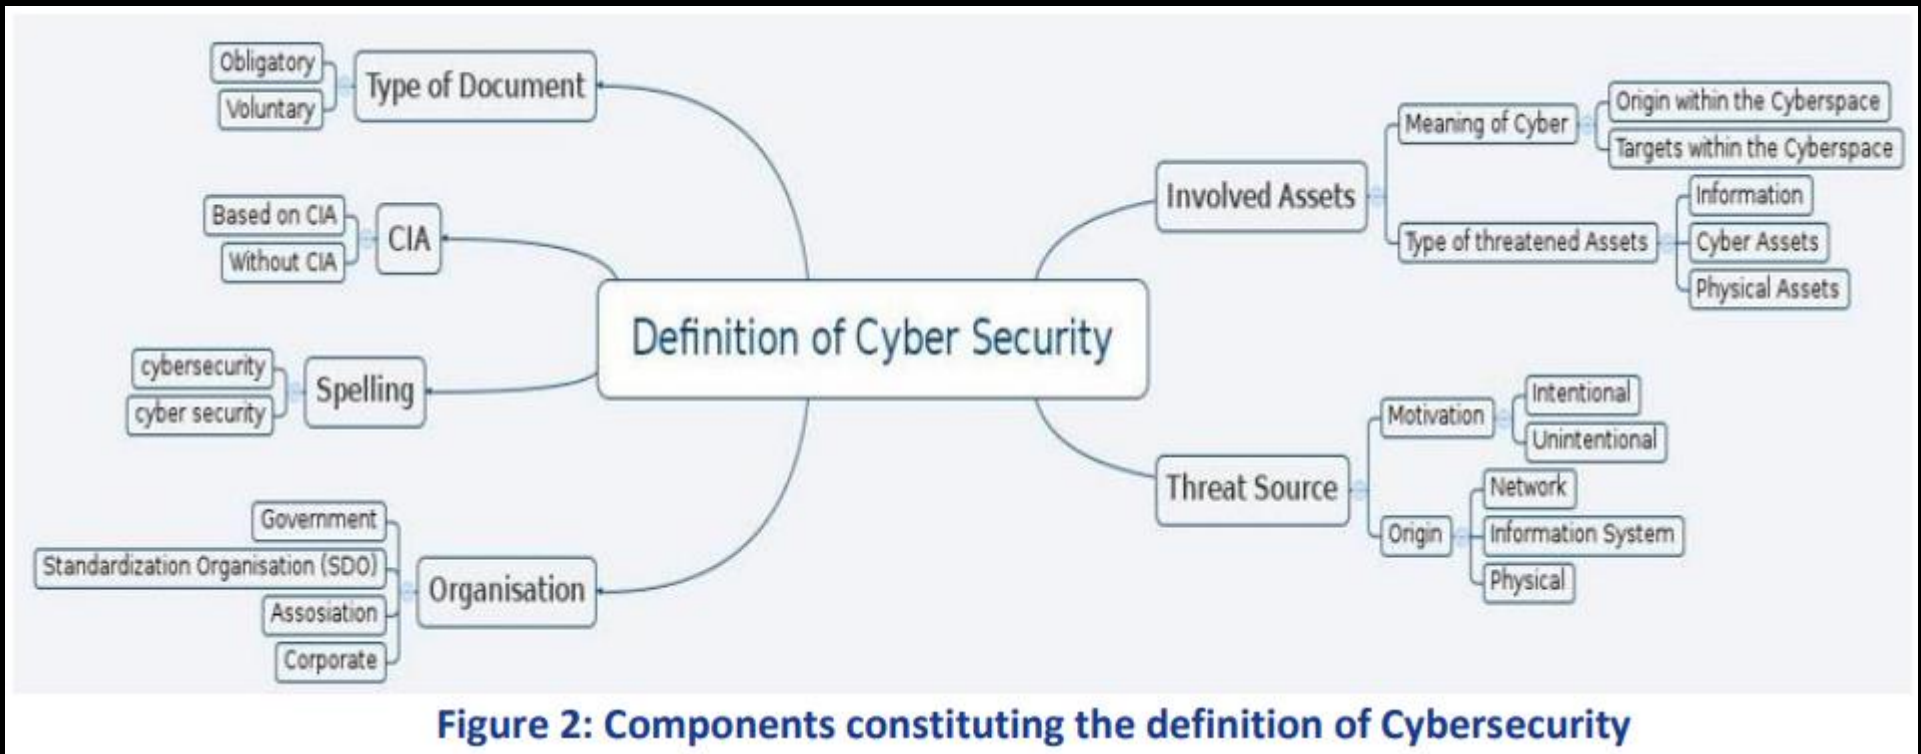 Obligatory
Voluntary
Type of Document
Based on CIA
Without CIA
CIA
cybersecurity
cyber security
Spelling
Government
Standardization Organisation (SDO)
Assosiation
Corporate
Organisation
Definition of Cyber Security
Involved Assets
Meaning of Cyber
Origin within the Cyberspace
Targets within the Cyberspace
Type of threatened Assets
Information
Cyber Assets
Physical Assets
Threat Source
Motivation
Intentional
Unintentional
Origin
Network
Information System
Physical
Figure 2: Components constituting the definition of Cybersecurity